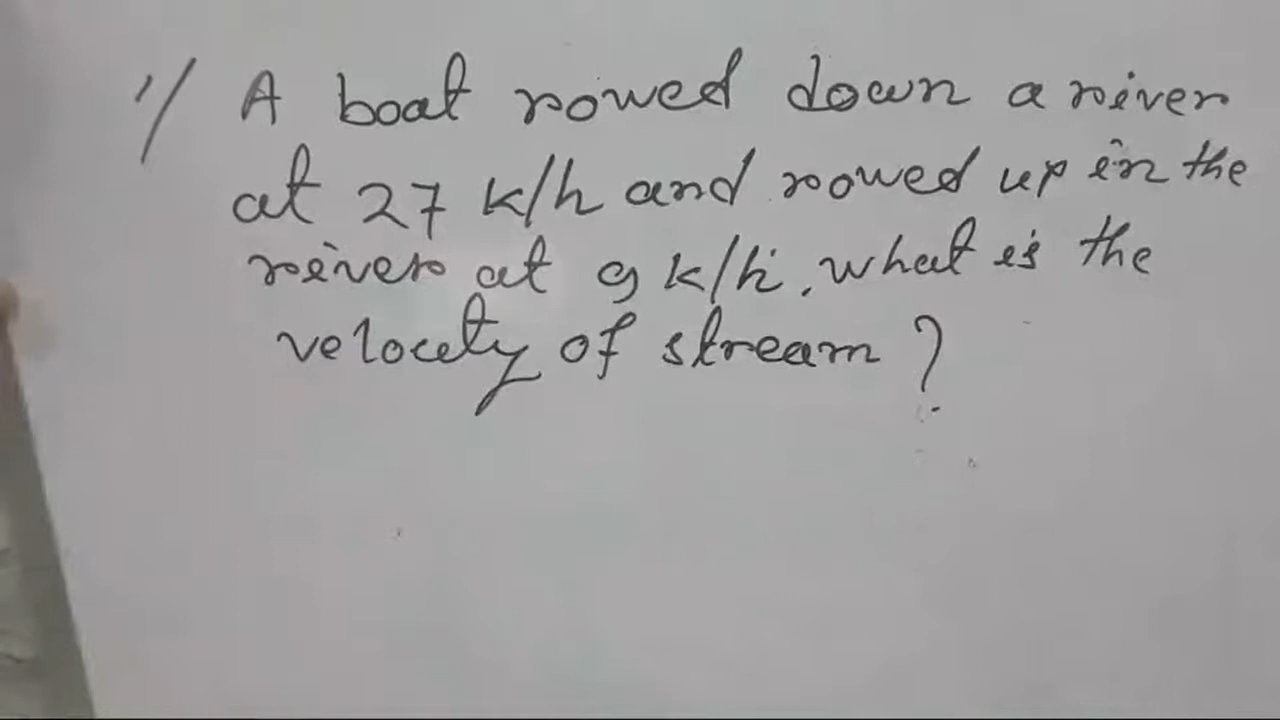 1/ A boat rowed down a river
at 27 k/h and rowed up in the
river at 9 k/h. what is the
velocity of stream ?